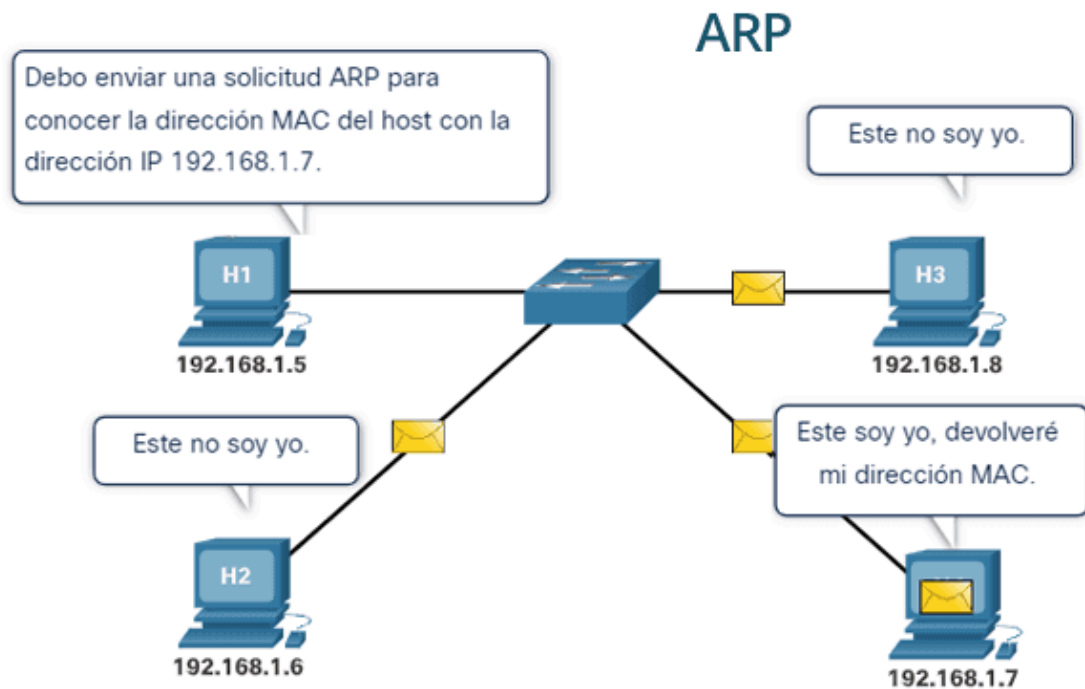 ARP
Debo enviar una solicitud ARP para
conocer la dirección MAC del host con la
dirección IP 192.168.1.7.
Este no soy yo.
H1
H3
192.168.1.5
192.168.1.8
Este no soy yo.
Este soy yo, devolveré
mi dirección MAC.
H2
192.168.1.6
192.168.1.7